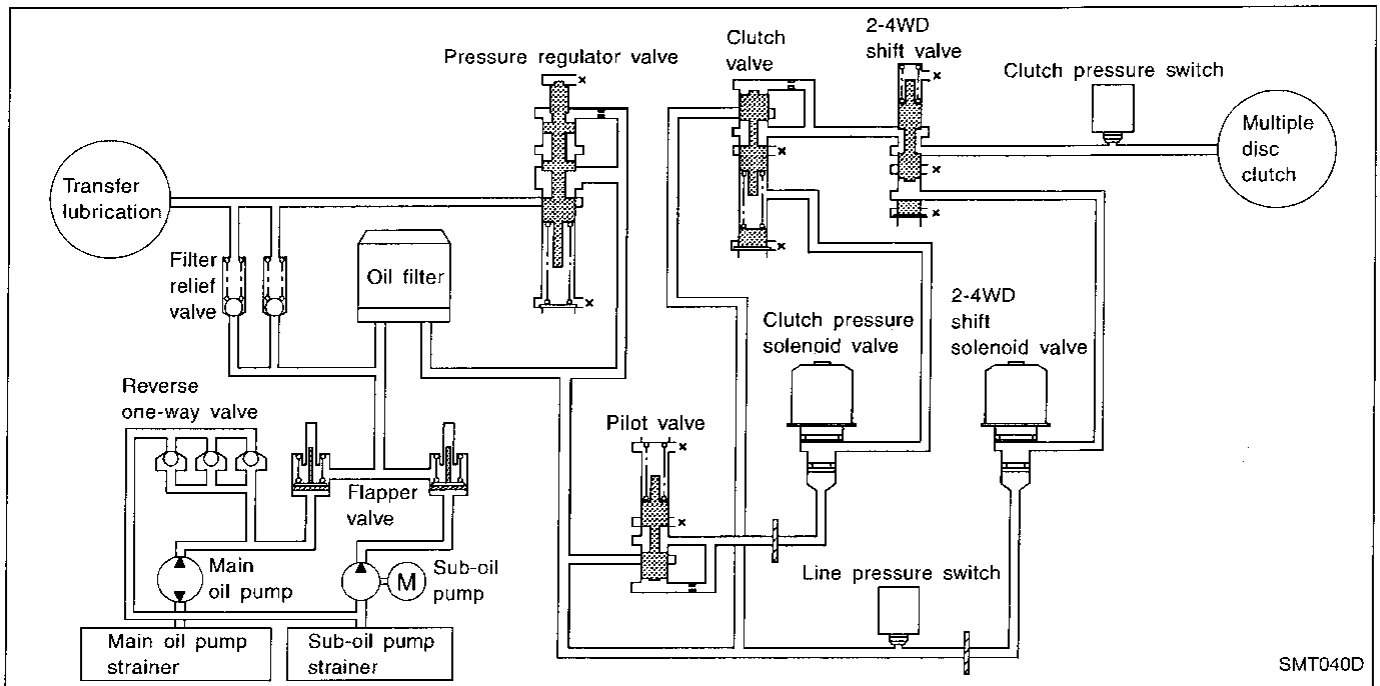 Pressure regulator valve
Clutch
valve
2-4WD
shift valve
Clutch pressure switch
Multiple
disc
clutch
Transfer
lubrication
Filter
relief
valve
Oil filter
2-4WD
shift
solenoid valve
Clutch pressure
solenoid valve
Reverse
one-way valve
Pilot valve
Flapper
valve
Main
oil pump
M
Sub-oil
pump
Line pressure switch
Main oil pump
strainer
Sub-oil pump
strainer
SMT040D